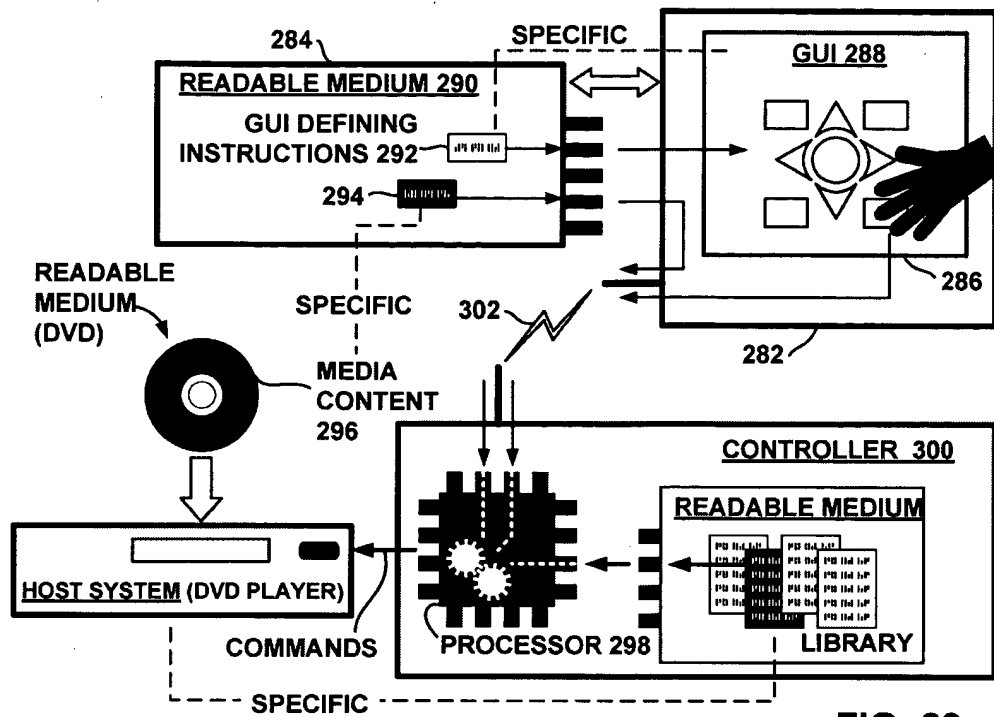 284
SPECIFIC
READABLE MEDIUM 290
GUI 288
GUI DEFINING
INSTRUCTIONS 292
294
READABLE
MEDIUM
(DVD)
SPECIFIC
286
302
282
MEDIA
CONTENT
296
CONTROLLER 300
READABLE MEDIUM
HOST SYSTEM (DVD PLAYER)
COMMANDS
PROCESSOR 298
LIBRARY
SPECIFIC